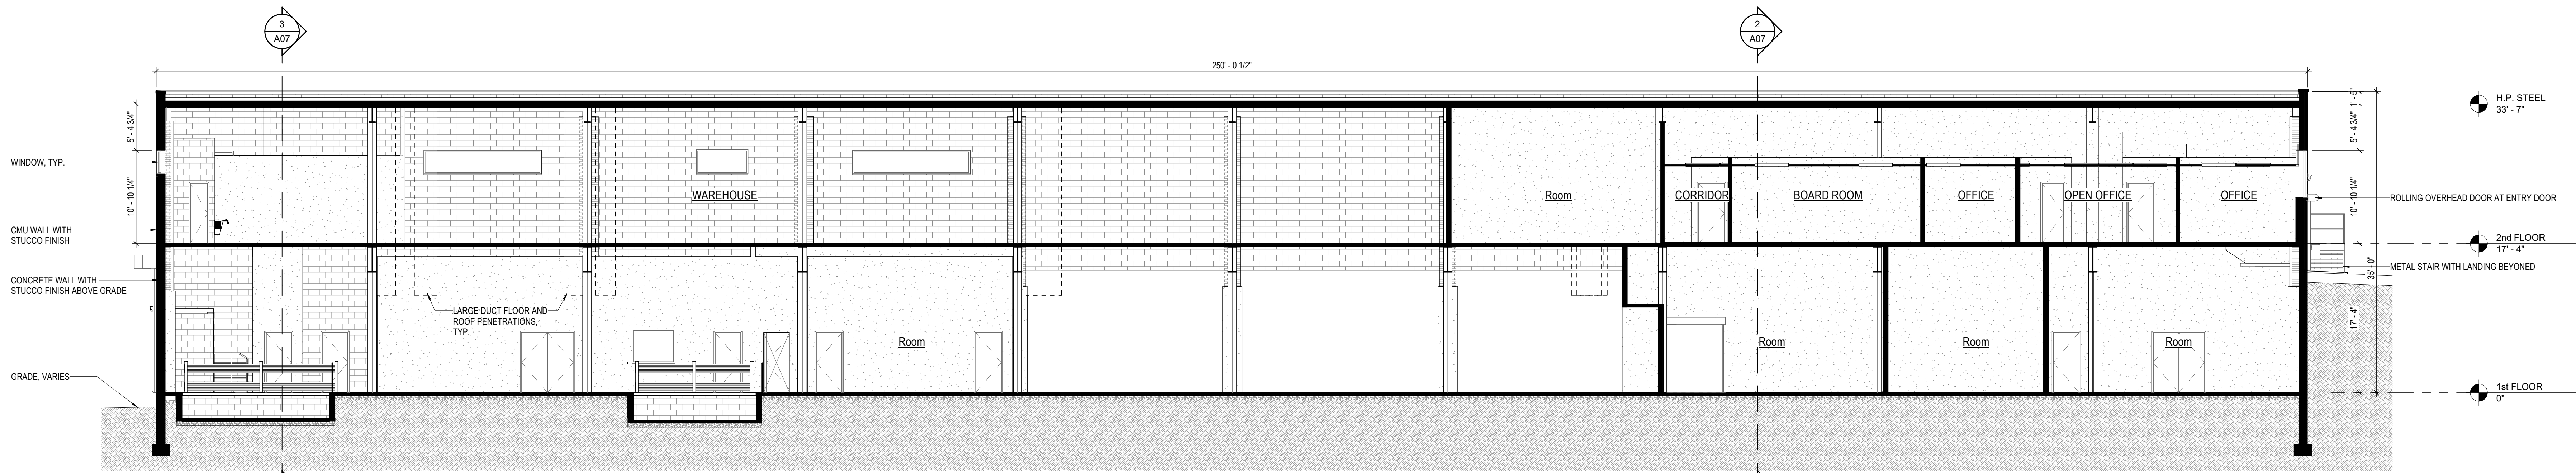 3
A07
2
A07
250' - 0 1/2"
H.P. STEEL
33' - 7"
1' - 5"
5' - 4 3/4"
5' - 4 3/4"
WINDOW, TYP.
WAREHOUSE
Room
CORRIDOR
BOARD ROOM
OFFICE
OPEN OFFICE
OFFICE
10' - 10 1/4"
10' - 10 1/4"
ROLLING OVERHEAD DOOR AT ENTRY DOOR
CMU WALL WITH
STUCCO FINISH
2nd FLOOR
17' - 4"
METAL STAIR WITH LANDING BEYONED
35' - 0"
CONCRETE WALL WITH
STUCCO FINISH ABOVE GRADE
LARGE DUCT FLOOR AND
ROOF PENETRATIONS,
TYP.
17' - 4"
Room
Room
Room
Room
GRADE, VARIES
1st FLOOR
0"